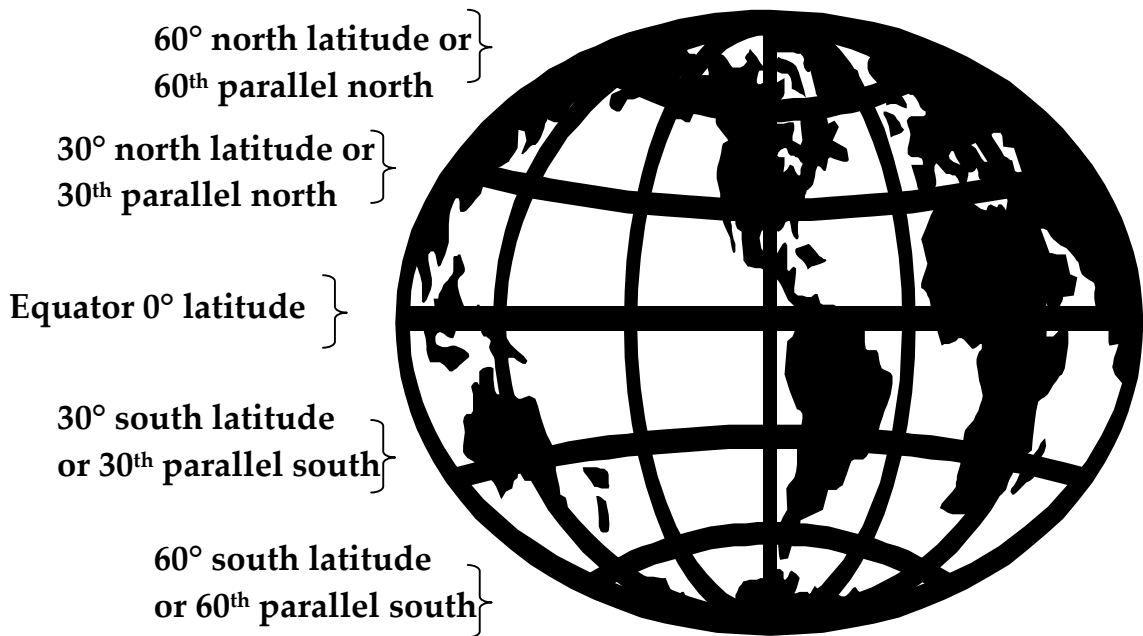 60° north latitude or
60th parallel north
30° north latitude or
30th parallel north
Equator 0° latitude
30° south latitude
or 30th parallel south
60° south latitude
or 60th parallel south